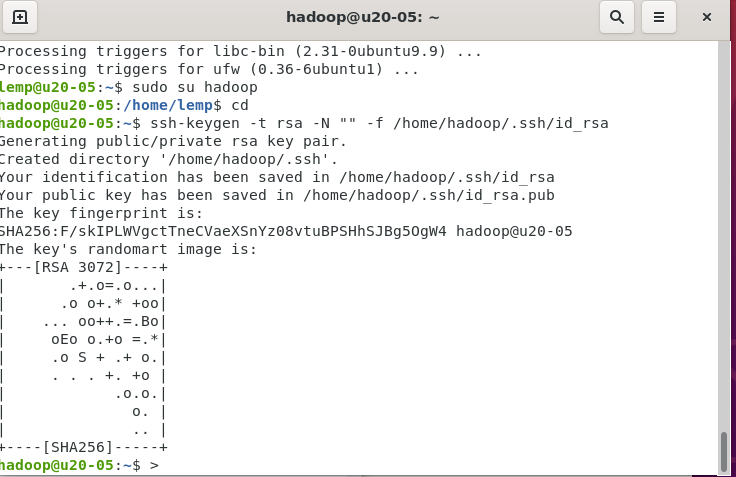 hadoop@u20-05: ~
Processing triggers for libc-bin (2.31-0ubuntu9.9) ...
Processing triggers for ufw (0.36-6ubuntu1) ...
lemp@u20-05:~$ sudo su hadoop
hadoop@u20-05:/home/lemp$ cd
hadoop@u20-05:~$ ssh-keygen -t rsa -N "" -f /home/hadoop/.ssh/id_rsa
Generating public/private rsa key pair.
Created directory '/home/hadoop/.ssh'.
Your identification has been saved in /home/hadoop/.ssh/id_rsa
Your public key has been saved in /home/hadoop/.ssh/id_rsa.pub
The key fingerprint is:
SHA256:F/skIPLWVgctTneCVaeXSnYz08vtuBPSHhSJBg5OgW4 hadoop@u20-05
The key's randomart image is:
+---[RSA 3072]----+
|       .+.o=.o...|
|      .o o+.* +oo|
|    ... oo++.=.Bo|
|     oEo o.+o =.*|
|     .o S + .+ o.|
|     . . . +. +o |
|            .o.o.|
|              o. |
|              .. |
+----[SHA256]-----+
hadoop@u20-05:~$ >